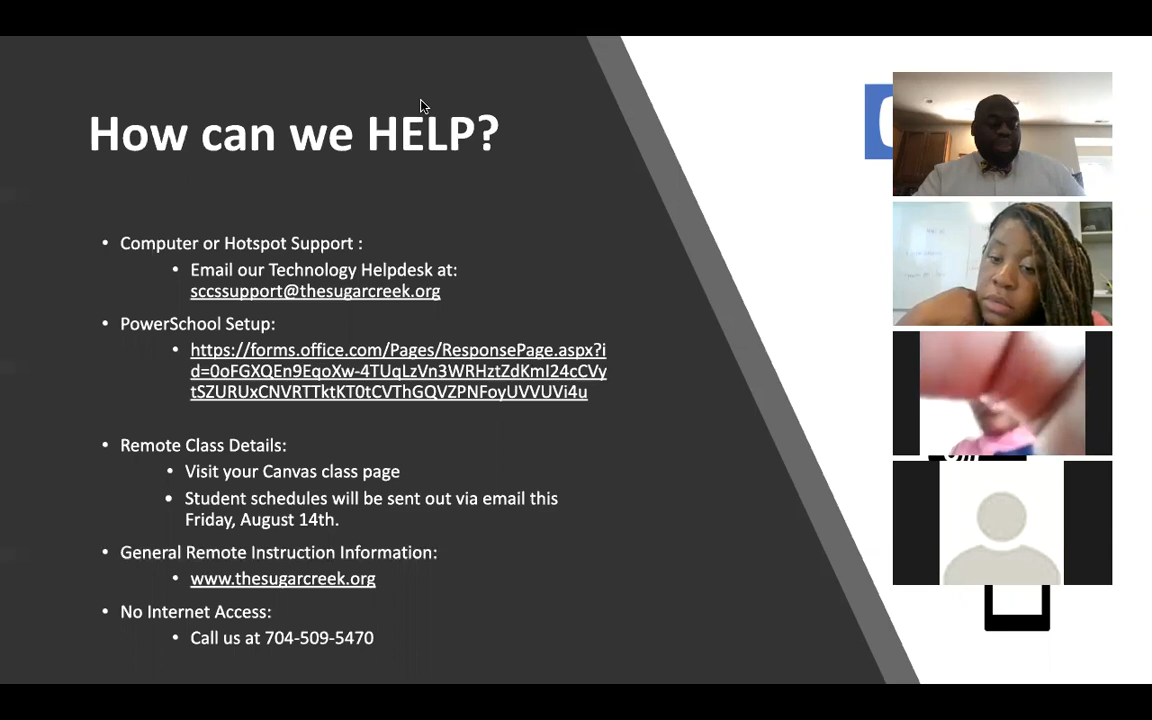 How can we HELP?
• Computer or Hotspot Support :
• Email our Technology Helpdesk at:
sccssupport@thesugarcreek.org
• PowerSchool Setup:
• https://forms.office.com/Pages/ResponsePage.aspx?i
d=0oFGXQEn9EqoXw-4TUqLzVn3WRHztZdKmI24cCVy
tSZURUxCNVRTTktKT0tCVThGQVZPNFoyUVVUVi4u
• Remote Class Details:
• Visit your Canvas class page
• Student schedules will be sent out via email this
Friday, August 14th.
• General Remote Instruction Information:
• www.thesugarcreek.org
• No Internet Access:
• Call us at 704-509-5470